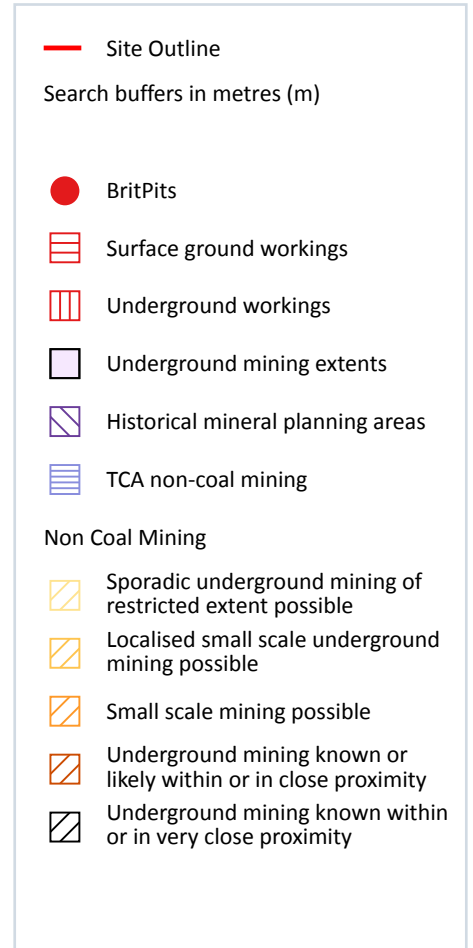 Site Outline
Search buffers in metres (m)
BritPits
Surface ground workings
Underground workings
Underground mining extents
Historical mineral planning areas
TCA non-coal mining
Non Coal Mining
Sporadic underground mining of
restricted extent possible
Localised small scale underground
mining possible
Small scale mining possible
Underground mining known or
likely within or in close proximity
Underground mining known within
or in very close proximity